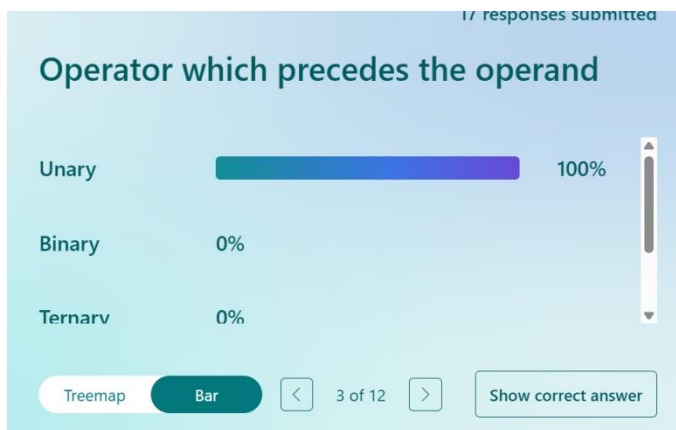 17 responses submitted
Operator which precedes the operand
Unary 100%
Binary 0%
Ternary 0%
Treemap Bar 3 of 12 Show correct answer